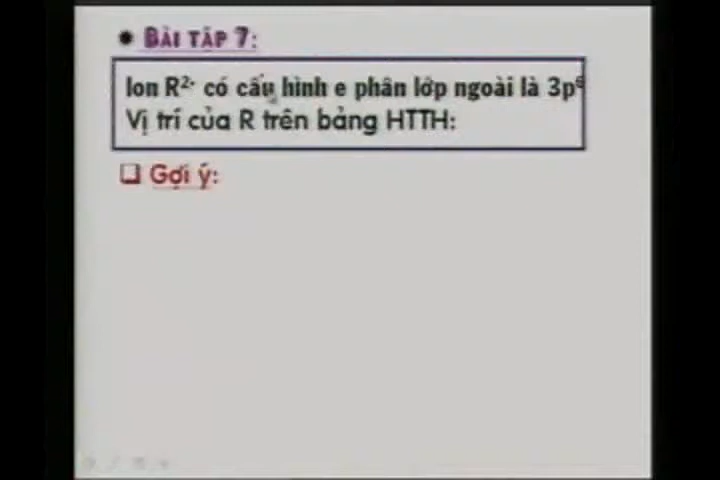 BÀI TẬP 7:
Ion R²⁻ có cấu hình e phân lớp ngoài là 3p⁶
Vị trí của R trên bảng HTTH:
Gợi ý: